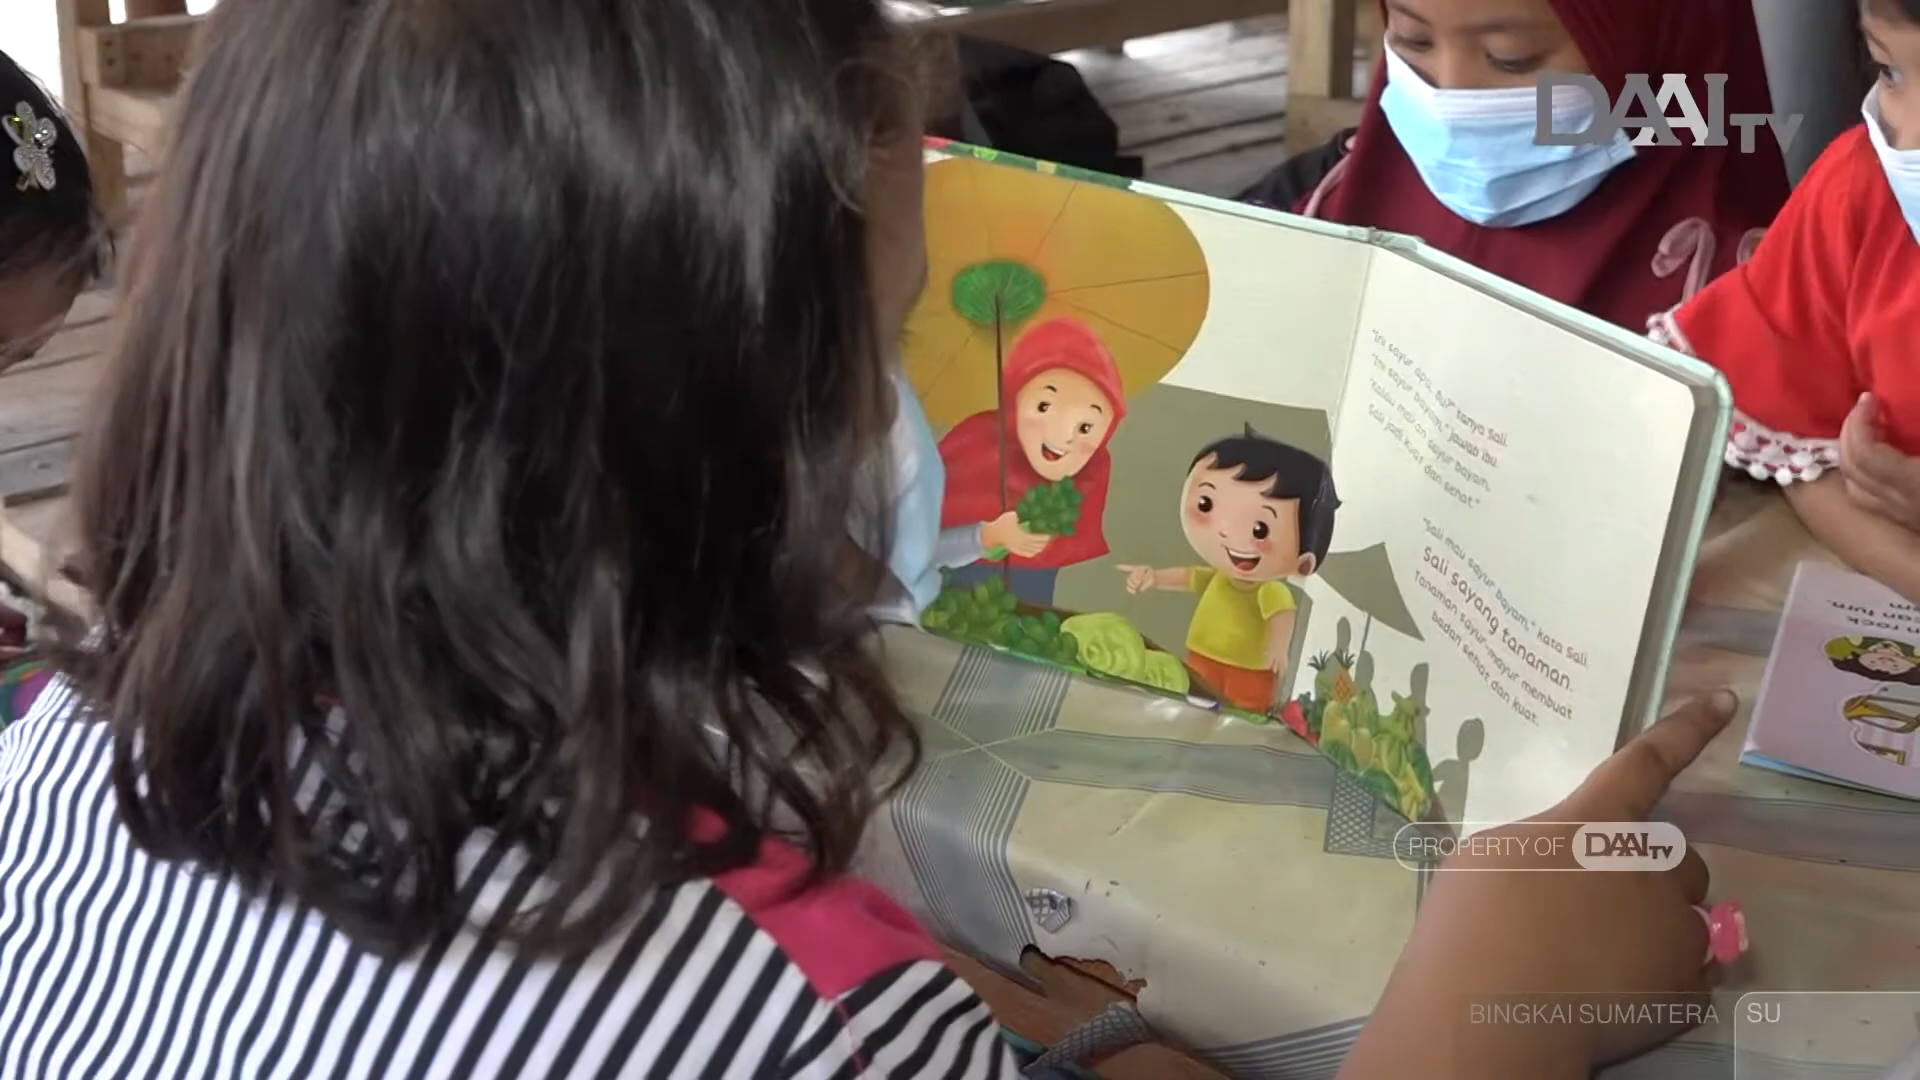 DAAI TV
"Ini sayur apa, Bu?" tanya Sali.
"Ini sayur bayam," jawab Ibu.
"Kalau makan sayur bayam,
Sali jadi kuat dan sehat."
"Sali mau sayur bayam," kata Sali.
Sali sayang tanaman.
Tanaman sayur-mayur membuat
badan sehat dan kuat.
PROPERTY OF DAAI TV
BINGKAI SUMATERA SU